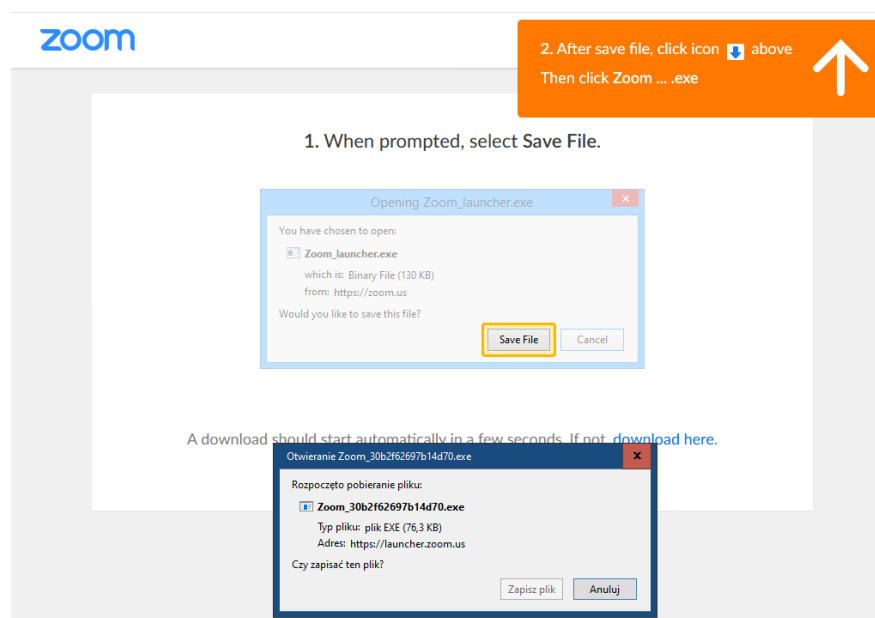 zoom
2. After save file, click icon above
Then click Zoom ... .exe
1. When prompted, select Save File.
Opening Zoom_launcher.exe
You have chosen to open:
Zoom_launcher.exe
which is: Binary File (130 KB)
from: https://zoom.us
Would you like to save this file?
Save File Cancel
A download should start automatically in a few seconds. If not, download here.
Otwieranie Zoom_30b2f62697b14d70.exe
Rozpoczęto pobieranie pliku:
Zoom_30b2f62697b14d70.exe
Typ pliku: plik EXE (76,3 KB)
Adres: https://launcher.zoom.us
Czy zapisać ten plik?
Zapisz plik Anuluj